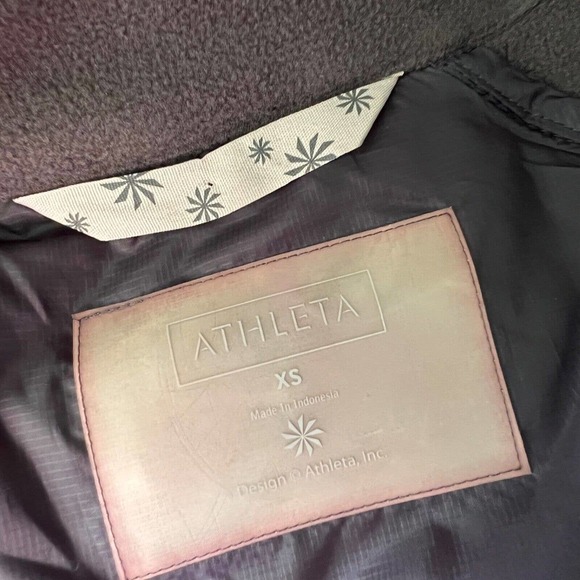 ATHLETA
XS
Made In Indonesia
Design © Athleta, Inc.